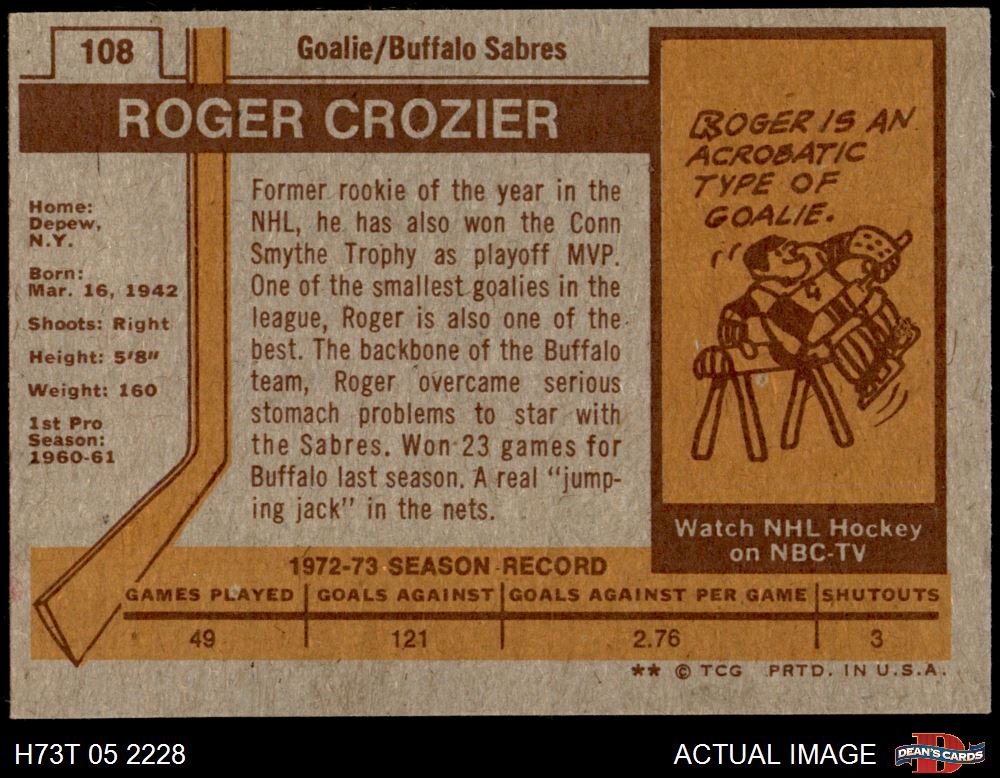 108
Goalie/Buffalo Sabres
ROGER CROZIER
Home:
Depew,
N.Y.
Born:
Mar. 16, 1942
Shoots: Right
Height: 5'8"
Weight: 160
1st Pro
Season:
1960-61
Former rookie of the year in the
NHL, he has also won the Conn
Smythe Trophy as playoff MVP.
One of the smallest goalies in the
league, Roger is also one of the
best. The backbone of the Buffalo
team, Roger overcame serious
stomach problems to star with
the Sabres. Won 23 games for
Buffalo last season. A real "jump-
ing jack" in the nets.
ROGER IS AN
ACROBATIC
TYPE OF
GOALIE.
4
Watch NHL Hockey
on NBC-TV
1972-73 SEASON RECORD
GAMES PLAYED GOALS AGAINST GOALS AGAINST PER GAME SHUTOUTS
49 121 2.76 3
** © TCG PRTD. IN U.S.A.
H73T 05 2228
ACTUAL IMAGE
DEAN'S CARDS